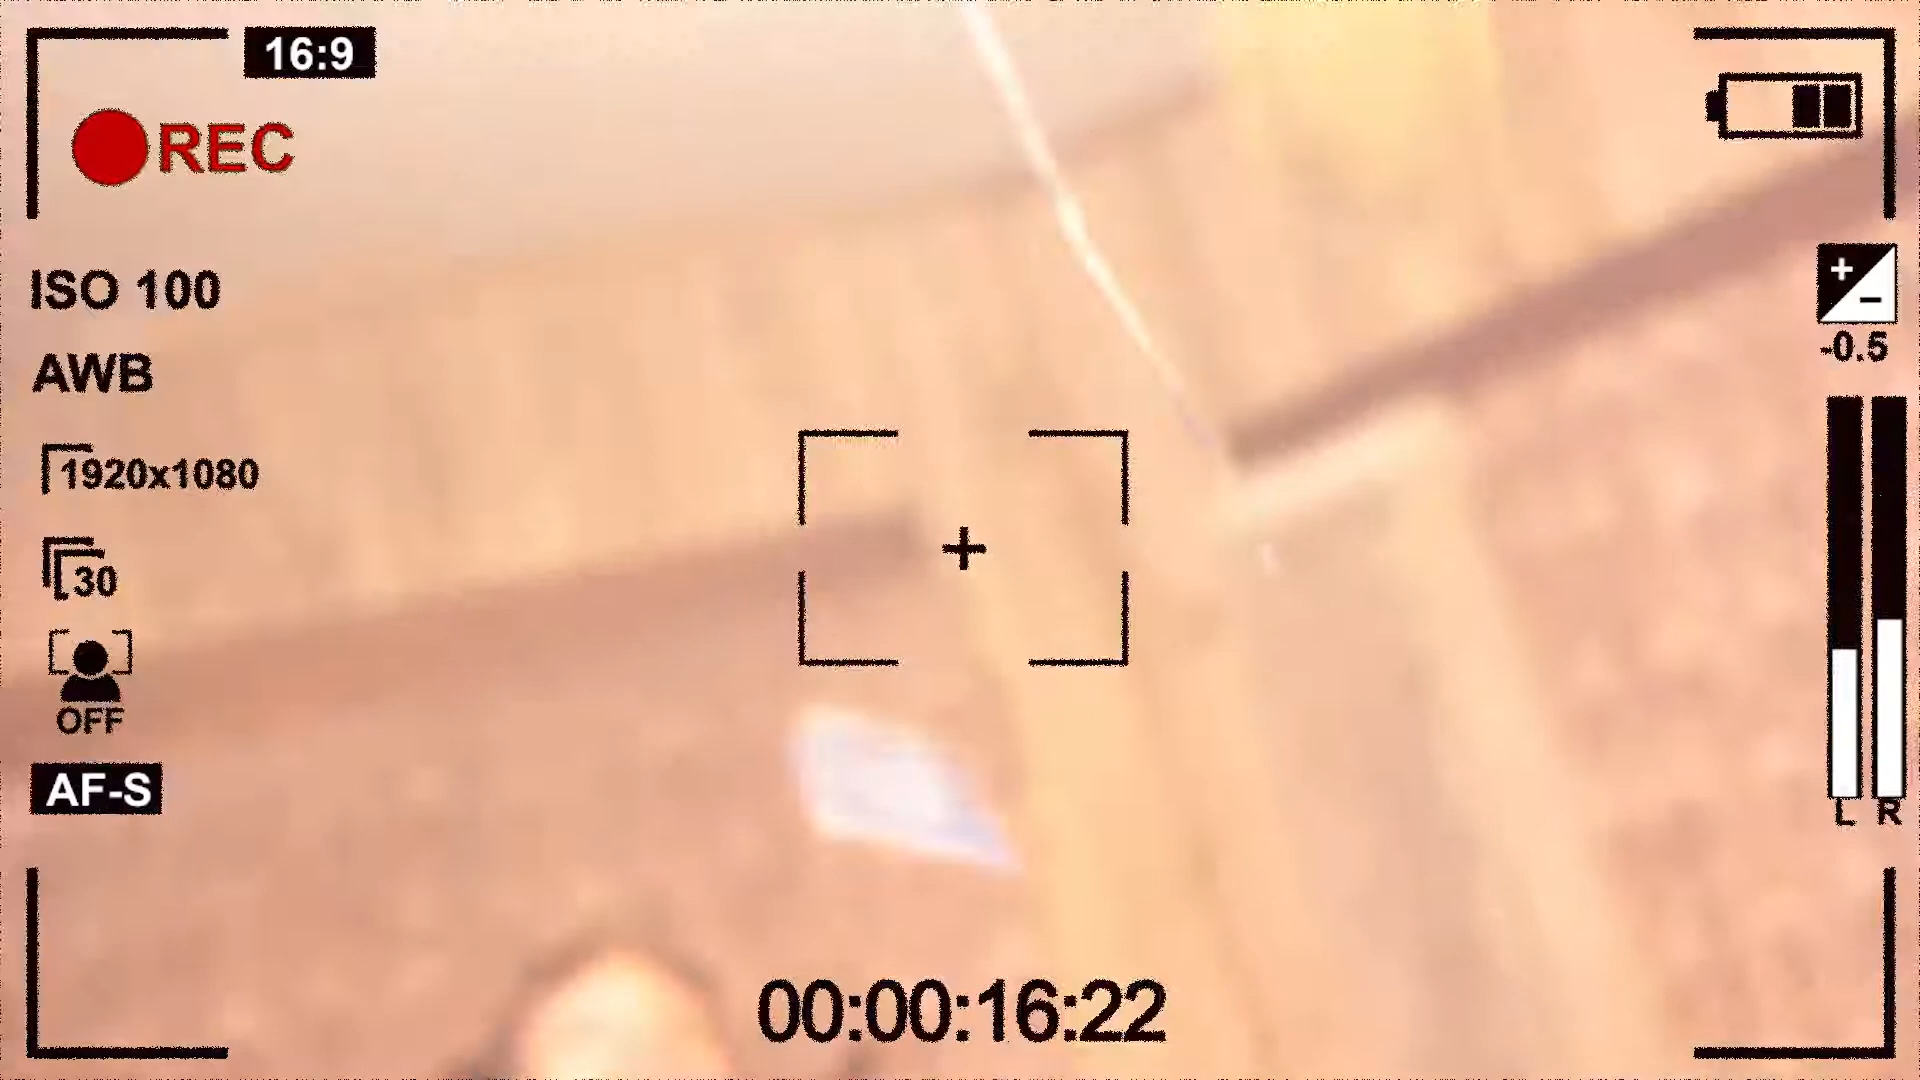 16:9
REC
ISO 100
AWB
1920x1080
30
OFF
AF-S
+
-
-0.5
L R
00:00:16:22